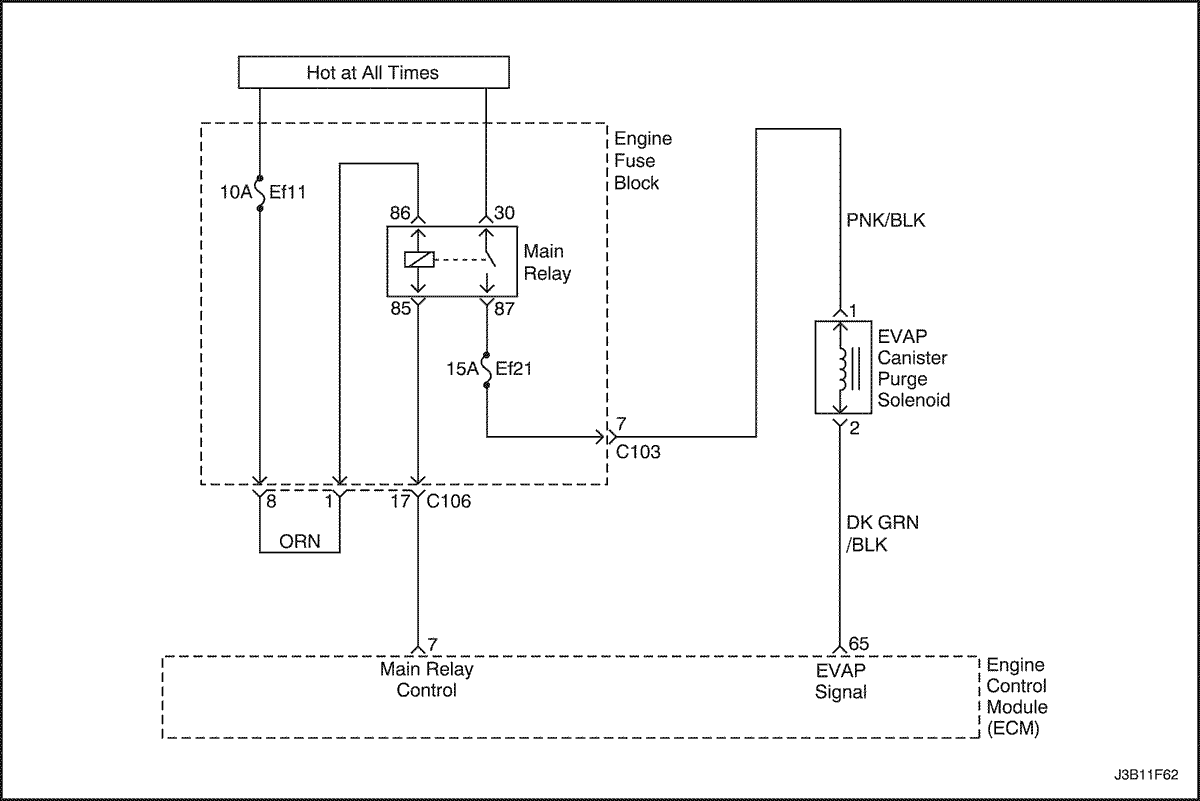 Hot at All Times
Engine
Fuse
Block
10A Ef11
86
30
Main
Relay
85
87
15A Ef21
7
C103
8
1
17
C106
ORN
PNK/BLK
1
EVAP
Canister
Purge
Solenoid
2
DK GRN
/BLK
7
65
Main Relay
Control
EVAP
Signal
Engine
Control
Module
(ECM)
J3B11F62